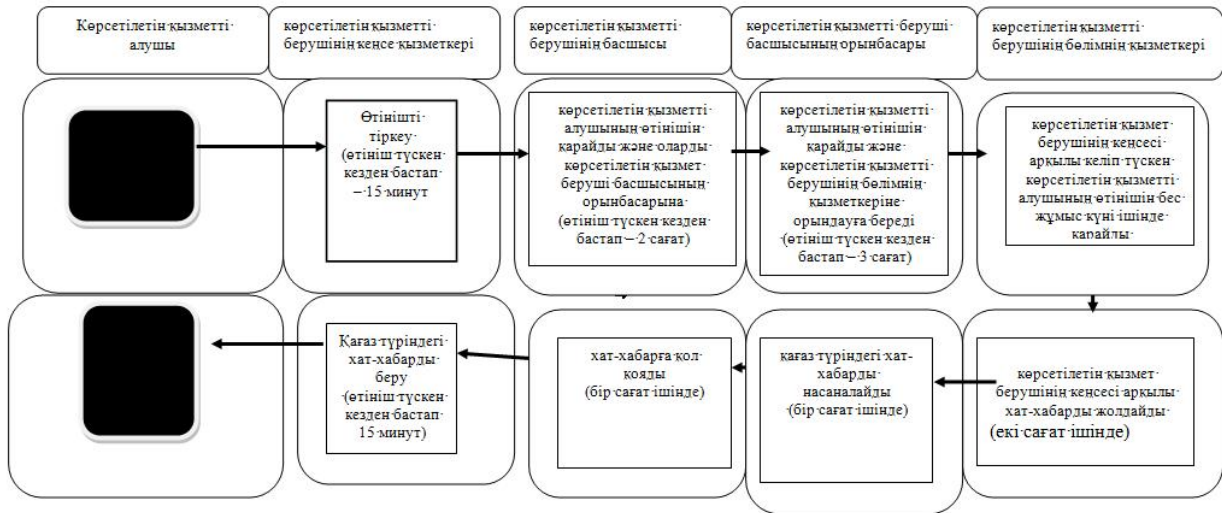 Көрсетілетін қызметті
алушы
көрсетілетін қызметті
берушінің кеңсе қызметкері
көрсетілетін қызметті
берушінің басшысы
көрсетілетін қызметті беруші
басшысының орынбасары
көрсетілетін қызметті
берушінің бөлімнің қызметкері
Өтінішті
тіркеу
(өтініш түскен
кезден бастап
– 15 минут
көрсетілетін қызметті
алушының өтінішін
қарайды және оларды
көрсетілетін қызмет
беруші басшысының
орынбасарына
(өтініш түскен кезден
бастап – 2 сағат)
көрсетілетін қызметті
алушының өтінішін
қарайды және
көрсетілетін қызметті
берушінің бөлімнің
қызметкеріне
орындауға береді
(өтініш түскен кезден
бастап – 3 сағат)
көрсетілетін қызмет
берушінің кеңсесі
арқылы келіп түскен
көрсетілетін қызметті
алушының өтінішін бес
жұмыс күні ішінде
қарайды
Қағаз түріндегі
хат-хабарды
беру
(өтініш түскен
кезден бастап
15 минут)
хат-хабарға қол
қояды
(бір сағат ішінде)
қағаз түріндегі хат-
хабарды
насаналайды
(бір сағат ішінде)
көрсетілетін қызмет
берушінің кеңсесі арқылы
хат-хабарды жолдайды
(екі сағат ішінде)